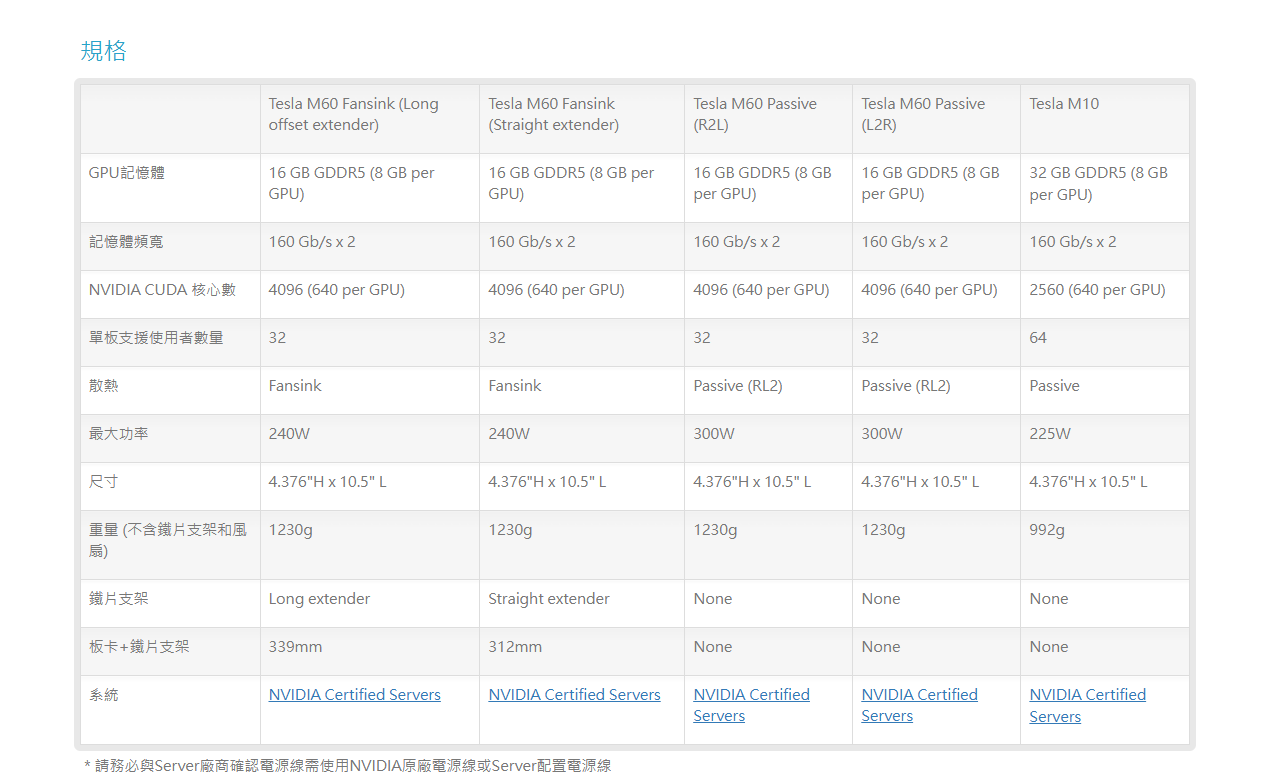 規格
Tesla M60 Fansink (Long offset extender) Tesla M60 Fansink (Straight extender) Tesla M60 Passive (R2L) Tesla M60 Passive (L2R) Tesla M10
GPU記憶體 16 GB GDDR5 (8 GB per GPU) 16 GB GDDR5 (8 GB per GPU) 16 GB GDDR5 (8 GB per GPU) 16 GB GDDR5 (8 GB per GPU) 32 GB GDDR5 (8 GB per GPU)
記憶體頻寬 160 Gb/s x 2 160 Gb/s x 2 160 Gb/s x 2 160 Gb/s x 2 160 Gb/s x 2
NVIDIA CUDA 核心數 4096 (640 per GPU) 4096 (640 per GPU) 4096 (640 per GPU) 4096 (640 per GPU) 2560 (640 per GPU)
單板支援使用者數量 32 32 32 32 64
散熱 Fansink Fansink Passive (RL2) Passive (RL2) Passive
最大功率 240W 240W 300W 300W 225W
尺寸 4.376"H x 10.5" L 4.376"H x 10.5" L 4.376"H x 10.5" L 4.376"H x 10.5" L 4.376"H x 10.5" L
重量 (不含鐵片支架和風扇) 1230g 1230g 1230g 1230g 992g
鐵片支架 Long extender Straight extender None None None
板卡+鐵片支架 339mm 312mm None None None
系統 NVIDIA Certified Servers NVIDIA Certified Servers NVIDIA Certified Servers NVIDIA Certified Servers NVIDIA Certified Servers
* 請務必與Server廠商確認電源線需使用NVIDIA原廠電源線或Server配置電源線